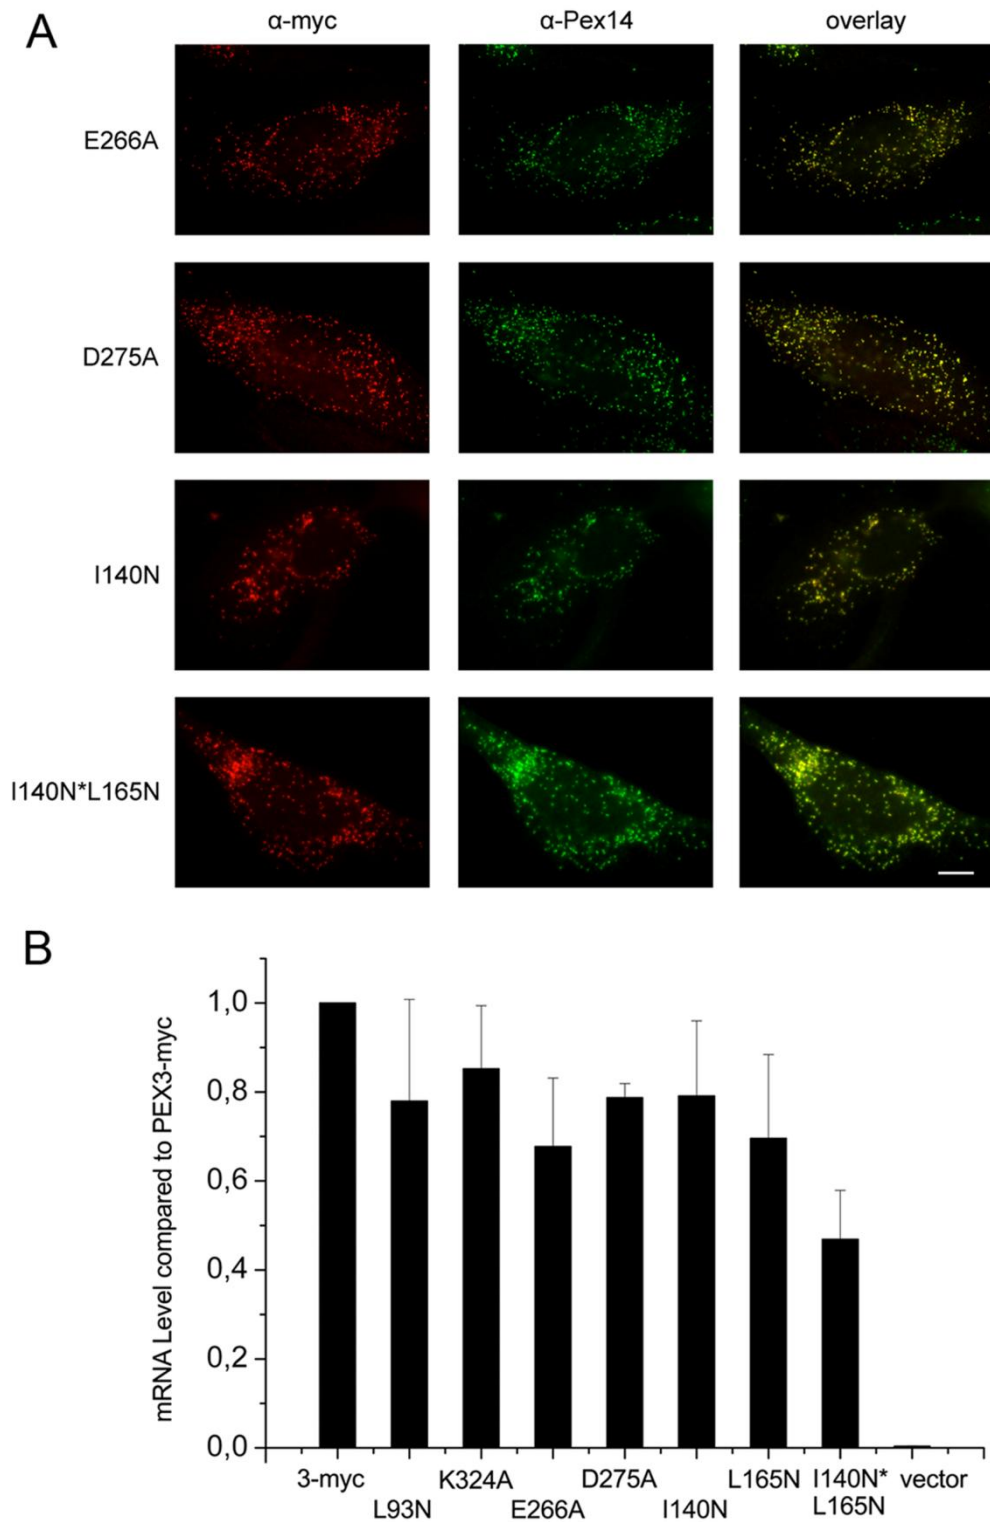 A
α-myc α-Pex14 overlay
E266A
D275A
I140N
I140N*L165N
B
mRNA Level compared to PEX3-myc
1,0
0,8
0,6
0,4
0,2
0,0
3-myc K324A D275A L165N I140N* vector
L93N E266A I140N L165N